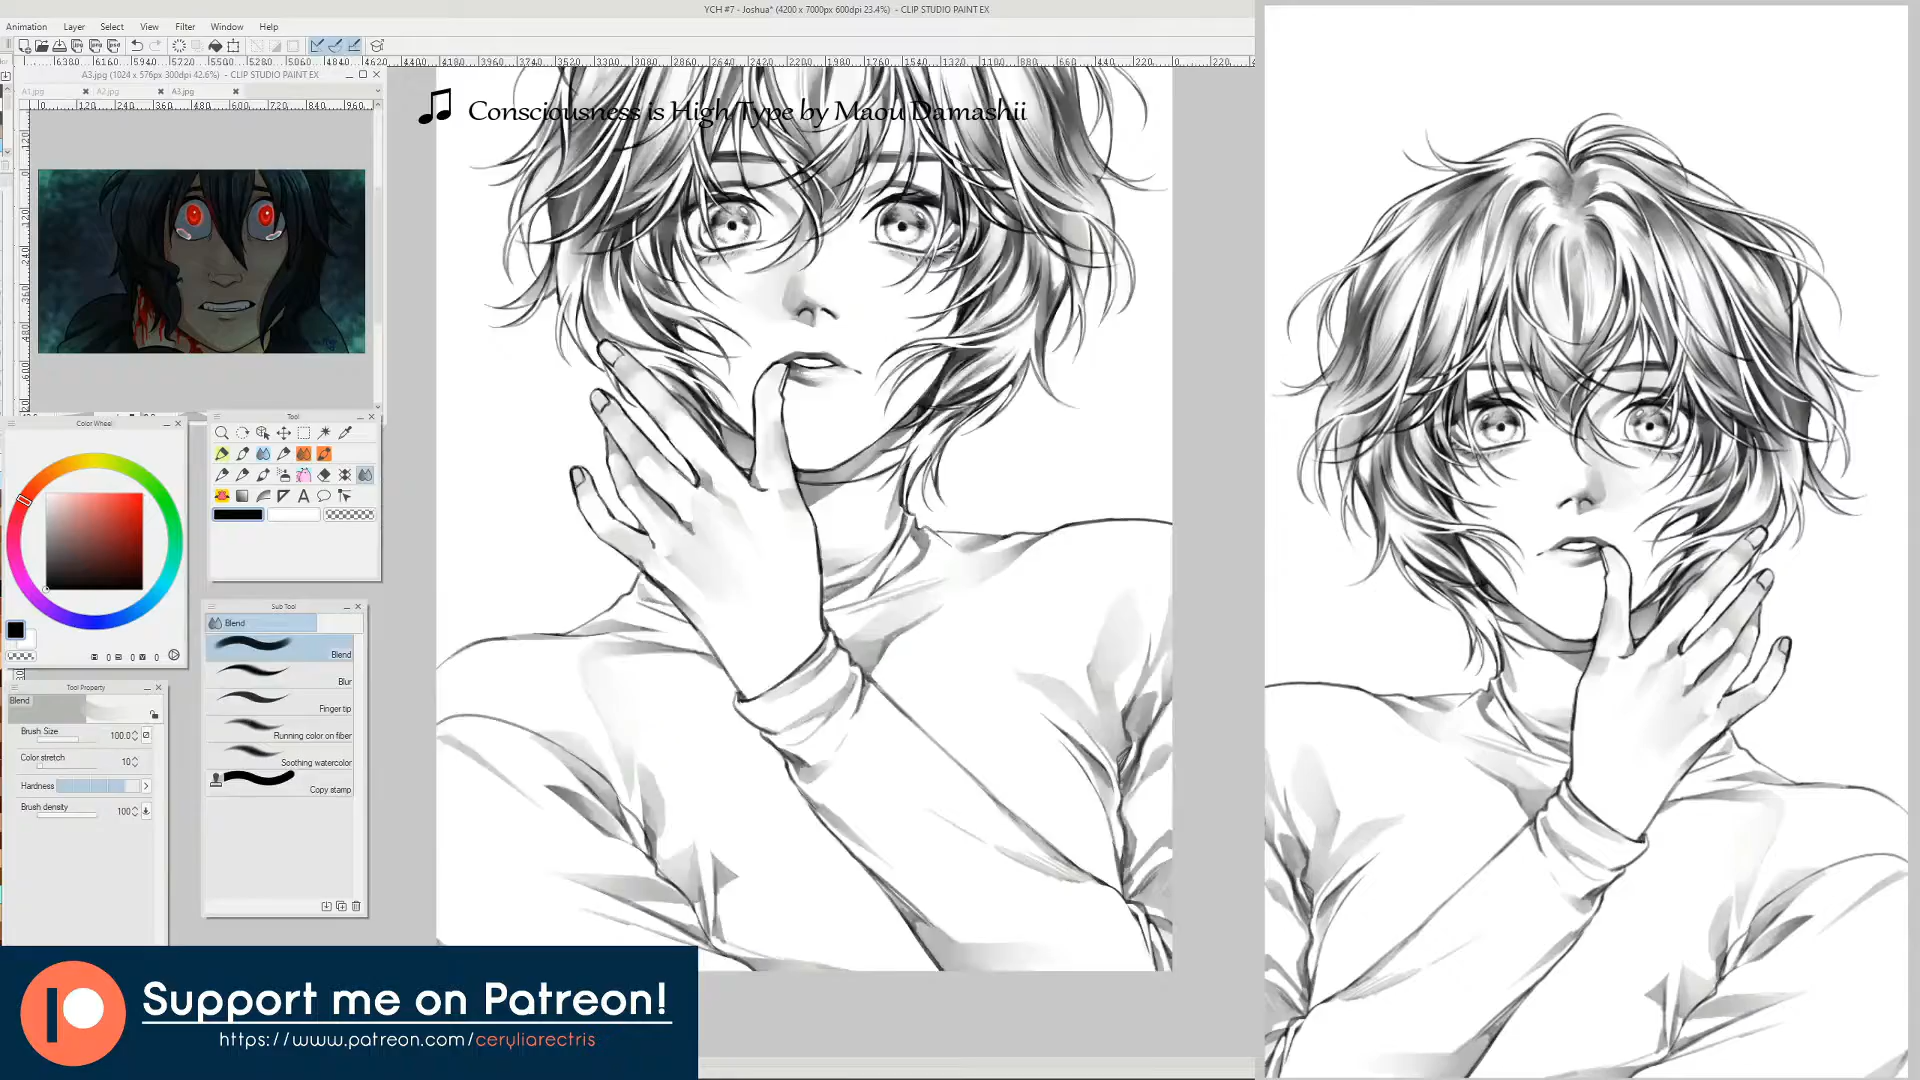 YCH #7 - Joshua* (4200 x 7000px 600dpi 23.4%) - CLIP STUDIO PAINT EX
Animation Layer Select View Filter Window Help
A3.jpg (1024 x 576px 300dpi 42.6%) - CLIP STUDIO PAINT EX
A1.jpg A2.jpg A3.jpg
Consciousness is High Type by Maou Damashii
Color Wheel
Tool
Sub Tool
Blend
Blend
Blur
Finger tip
Running color on fiber
Soothing watercolor
Copy stamp
Tool Property
Blend
Brush Size 100.0
Color stretch 10
Hardness
Brush density 100
Support me on Patreon!
https://www.patreon.com/ceryliarectris